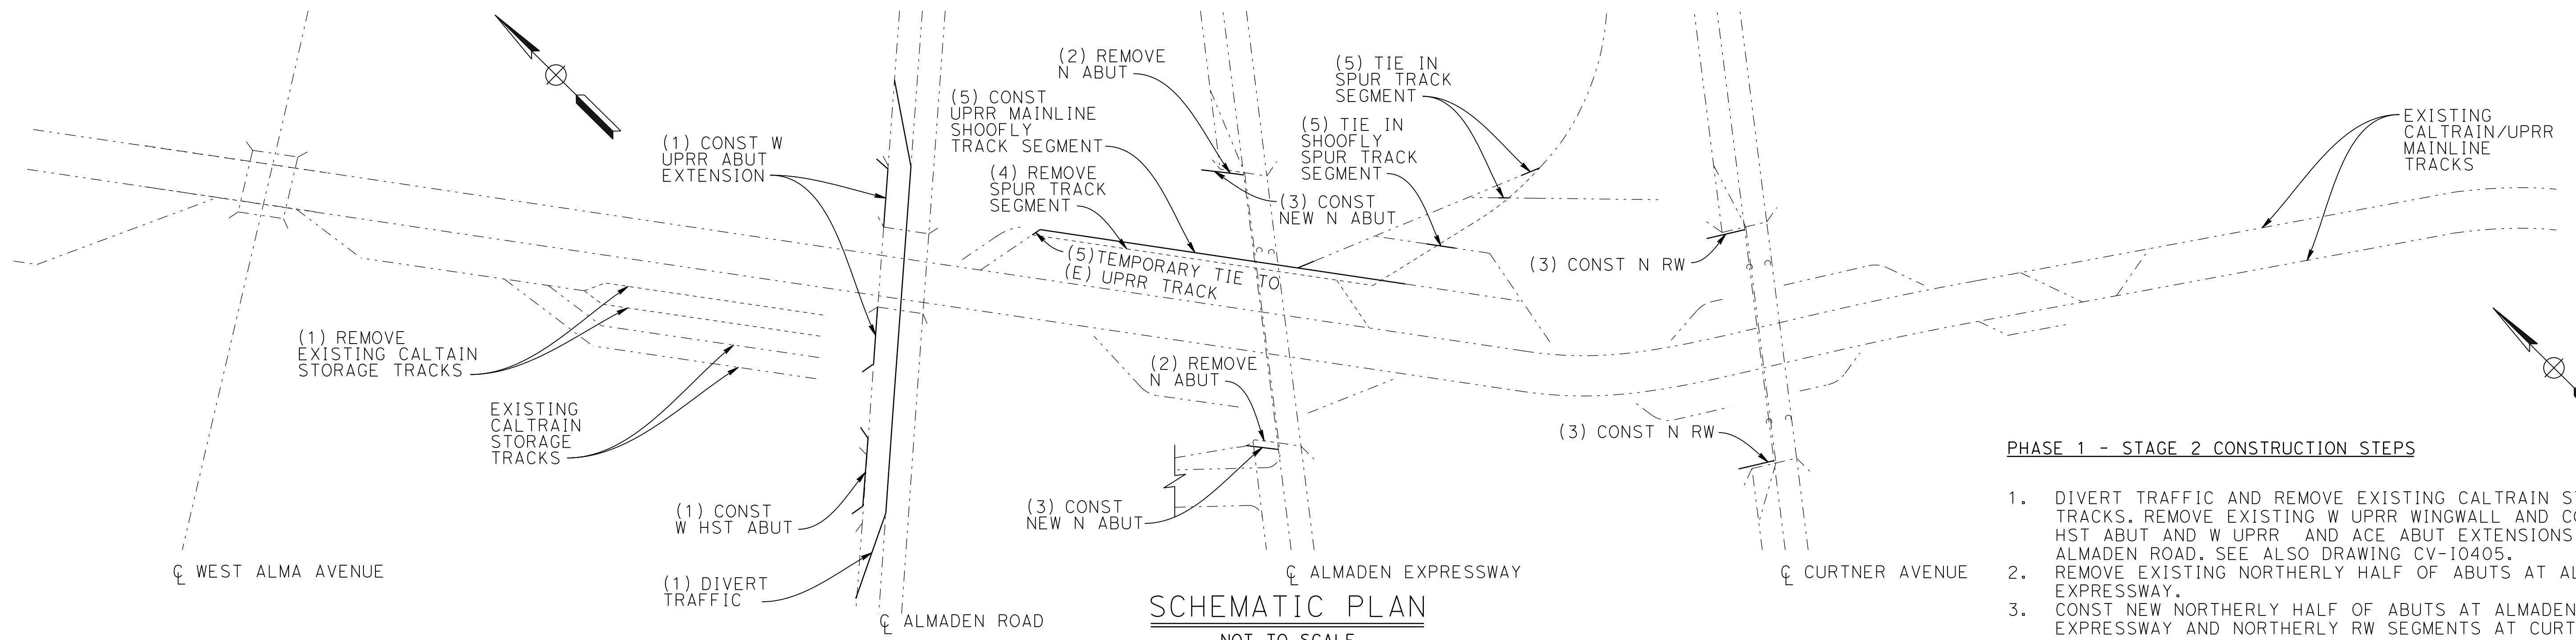 (2) REMOVE
N ABUT
(5) TIE IN
SPUR TRACK
SEGMENT
(5) CONST
UPRR MAINLINE
SHOOFLY
TRACK SEGMENT
EXISTING
CALTRAIN/UPRR
MAINLINE
TRACKS
(5) TIE IN
SHOOFLY
SPUR TRACK
SEGMENT
(1) CONST W
UPRR ABUT
EXTENSION
(4) REMOVE
SPUR TRACK
SEGMENT
(3) CONST
NEW N ABUT
(5)TEMPORARY TIE TO
(E) UPRR TRACK
(3) CONST N RW
(1) REMOVE
EXISTING CALTAIN
STORAGE TRACKS
(2) REMOVE
N ABUT
EXISTING
CALTRAIN
STORAGE
TRACKS
(3) CONST N RW
(1) CONST
W HST ABUT
(3) CONST
NEW N ABUT
(1) DIVERT
TRAFFIC
℄ WEST ALMA AVENUE
℄ ALMADEN ROAD
℄ ALMADEN EXPRESSWAY
℄ CURTNER AVENUE
SCHEMATIC PLAN
NOT TO SCALE
PHASE 1 - STAGE 2 CONSTRUCTION STEPS
1. DIVERT TRAFFIC AND REMOVE EXISTING CALTRAIN
TRACKS. REMOVE EXISTING W UPRR WINGWALL AND
HST ABUT AND W UPRR AND ACE ABUT EXTENSIONS
ALMADEN ROAD. SEE ALSO DRAWING CV-I0405.
2. REMOVE EXISTING NORTHERLY HALF OF ABUTS AT
EXPRESSWAY.
3. CONST NEW NORTHERLY HALF OF ABUTS AT ALMADEN
EXPRESSWAY AND NORTHERLY RW SEGMENTS AT